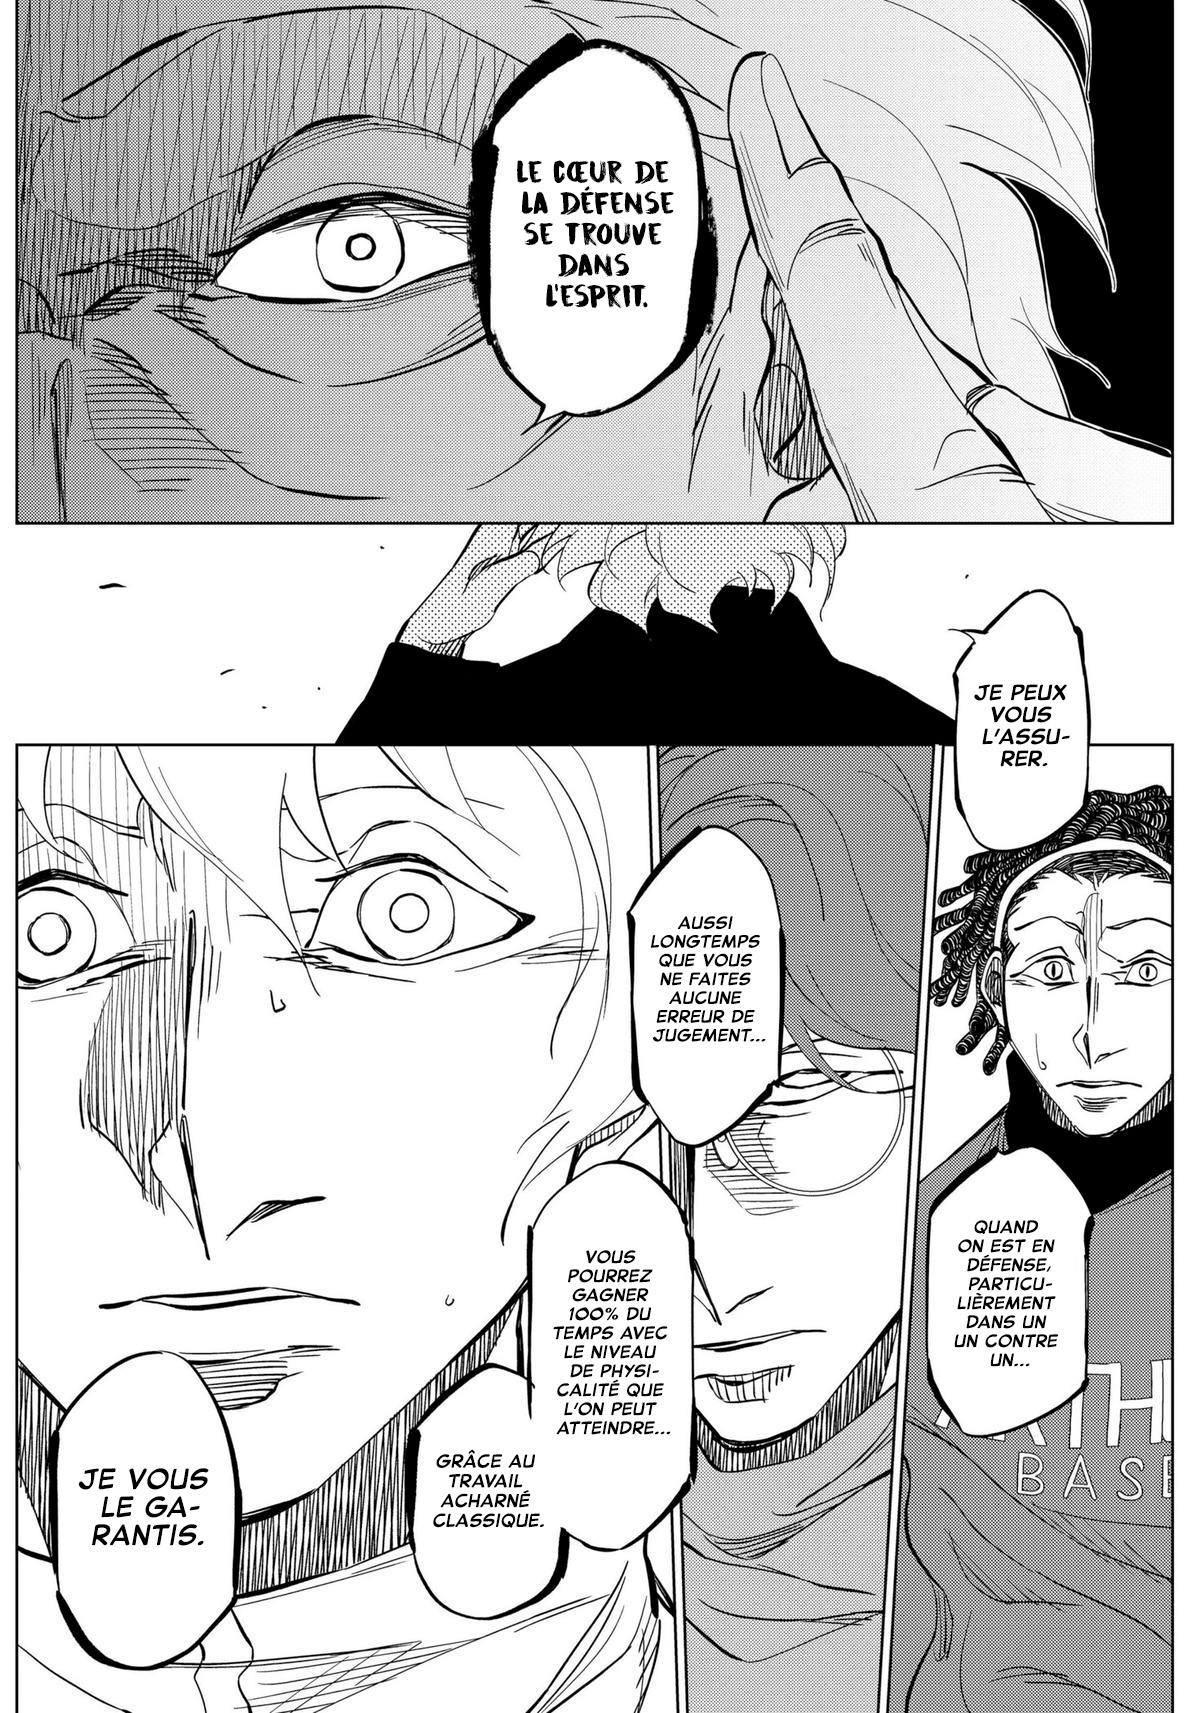 LE CŒUR DE
LA DÉFENSE
SE TROUVE
DANS
L'ESPRIT.
JE PEUX
VOUS
L'ASSU-
RER.
QUAND
ON EST EN
DÉFENSE,
PARTICU-
LIÈREMENT
DANS UN
UN CONTRE
UN...
AUSSI
LONGTEMPS
QUE VOUS
NE FAITES
AUCUNE
ERREUR DE
JUGEMENT...
VOUS
POURREZ
GAGNER
100% DU
TEMPS AVEC
LE NIVEAU
DE PHYSI-
CALITÉ QUE
L'ON PEUT
ATTEINDRE...
GRÂCE AU
TRAVAIL
ACHARNÉ
CLASSIQUE.
JE VOUS
LE GA-
RANTIS.
BASE